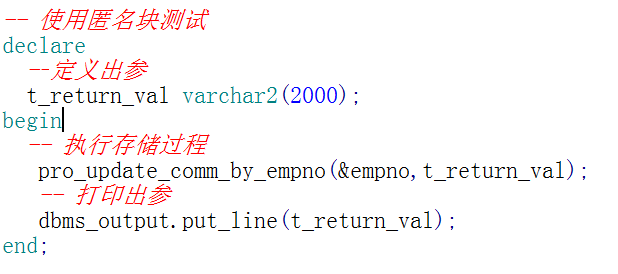 -- 使用匿名块测试
declare
--定义出参
t_return_val varchar2(2000);
begin
-- 执行存储过程
pro_update_comm_by_empno(&empno,t_return_val);
-- 打印出参
dbms_output.put_line(t_return_val);
end;